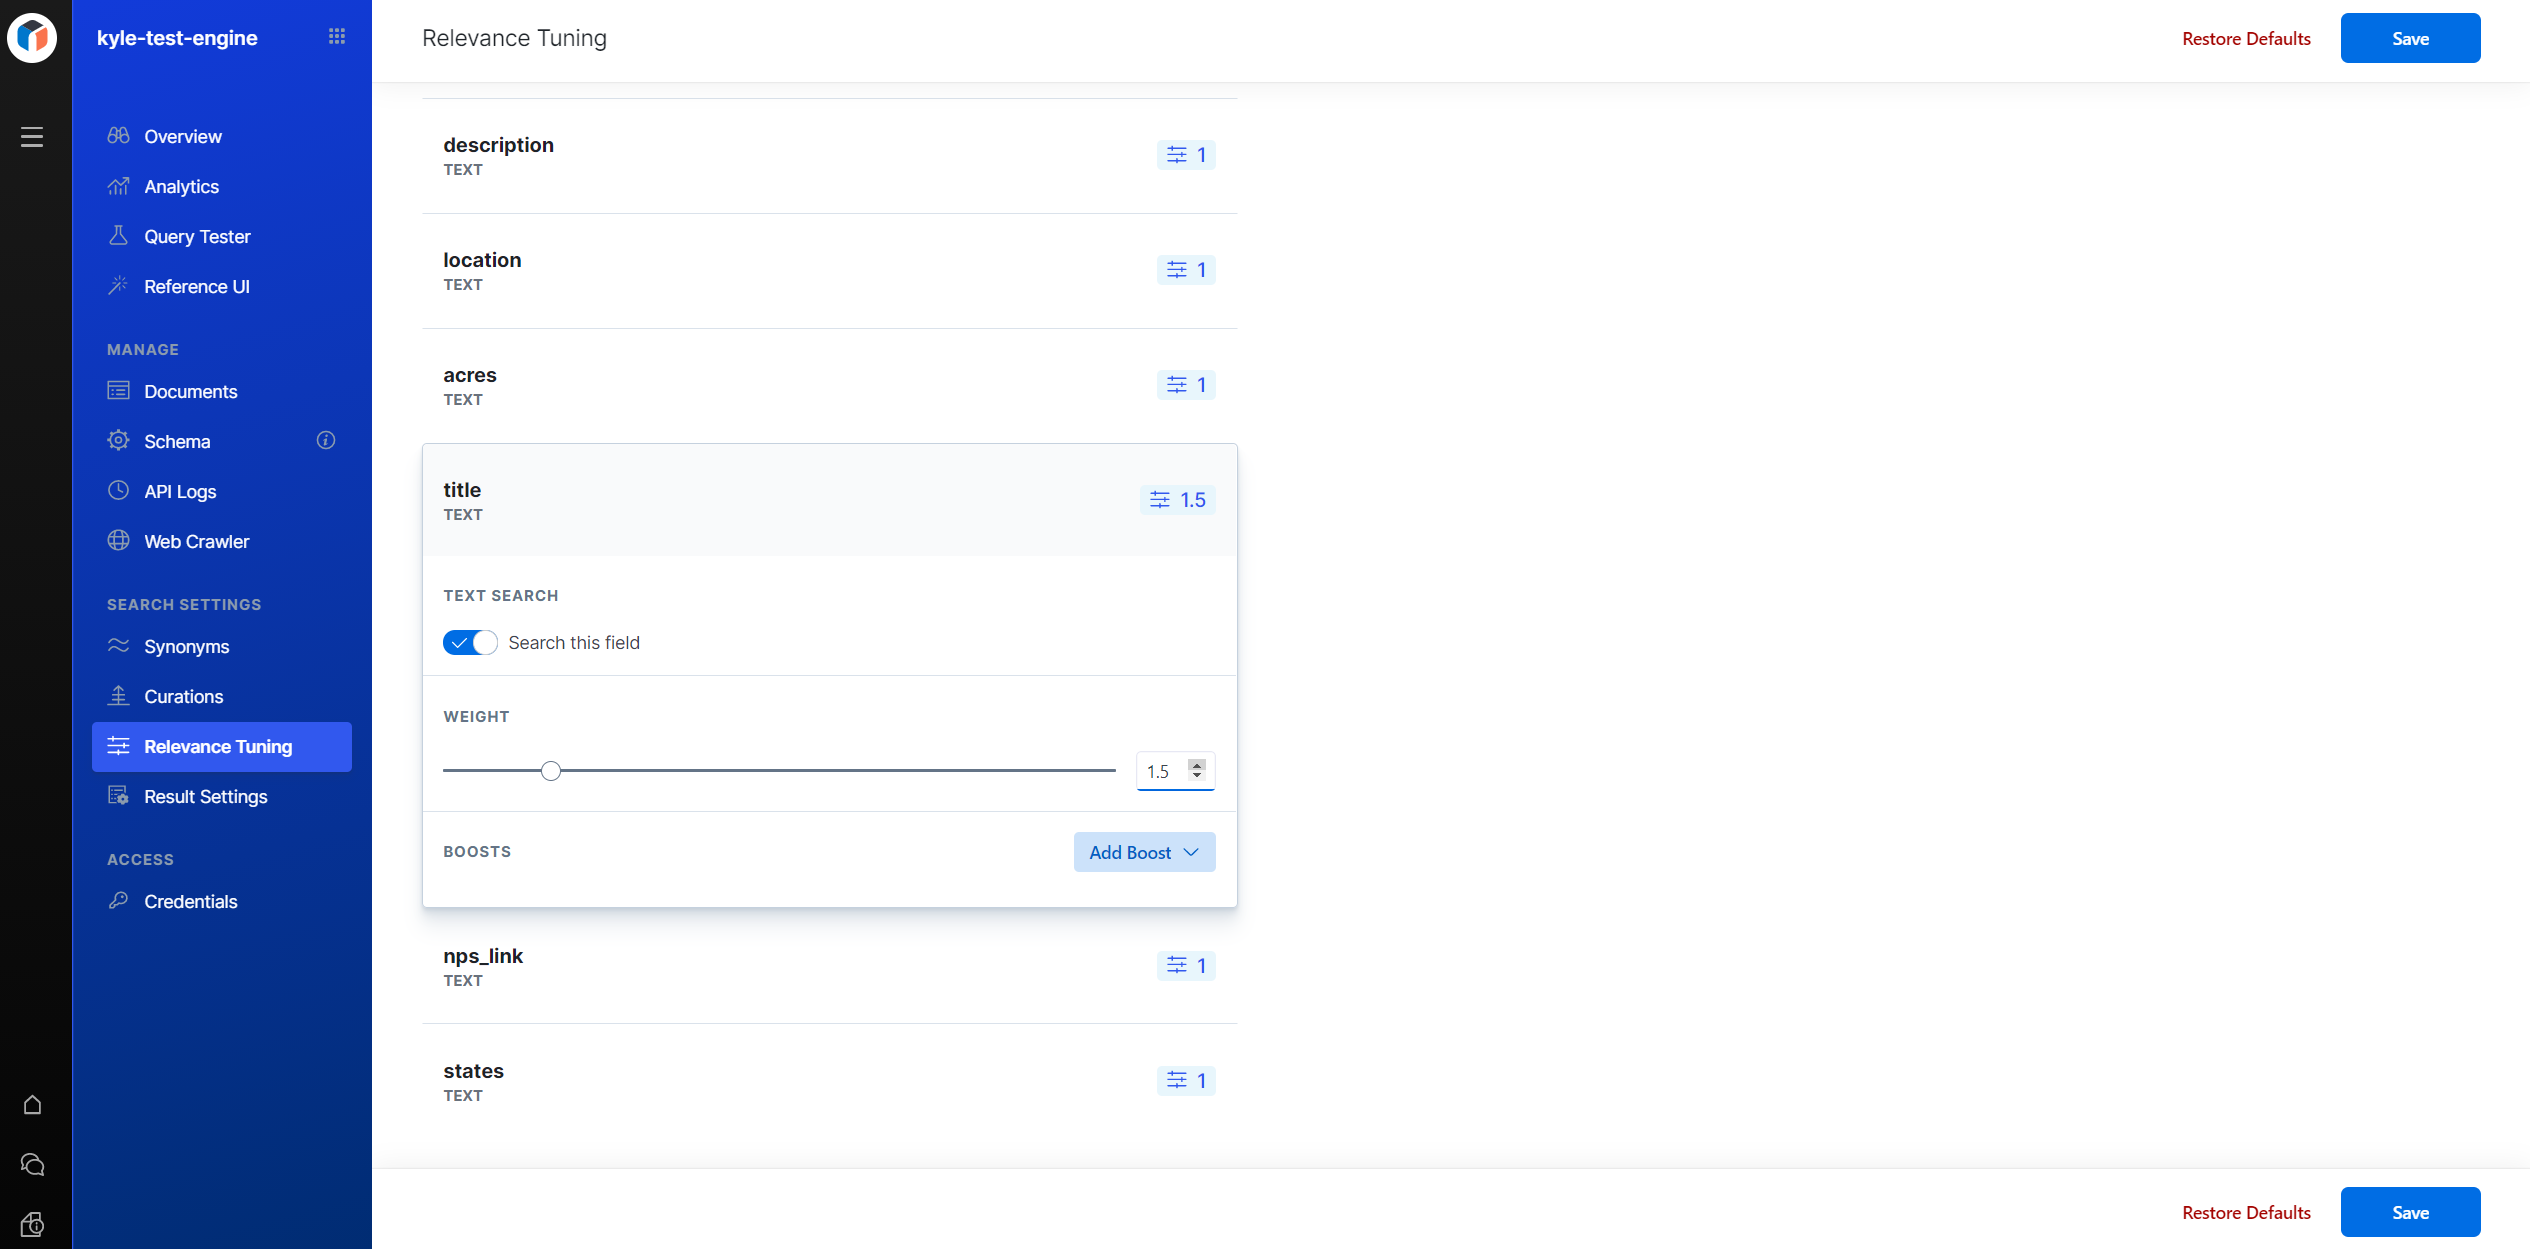 kyle-test-engine
Overview
Analytics
Query Tester
Reference UI
MANAGE
Documents
Schema
API Logs
Web Crawler
SEARCH SETTINGS
Synonyms
Curations
Relevance Tuning
Result Settings
ACCESS
Credentials
Relevance Tuning
Restore Defaults
Save
description
TEXT
1
location
TEXT
1
acres
TEXT
1
title
TEXT
1.5
TEXT SEARCH
Search this field
WEIGHT
1.5
BOOSTS
Add Boost
nps_link
TEXT
1
states
TEXT
1
Restore Defaults
Save